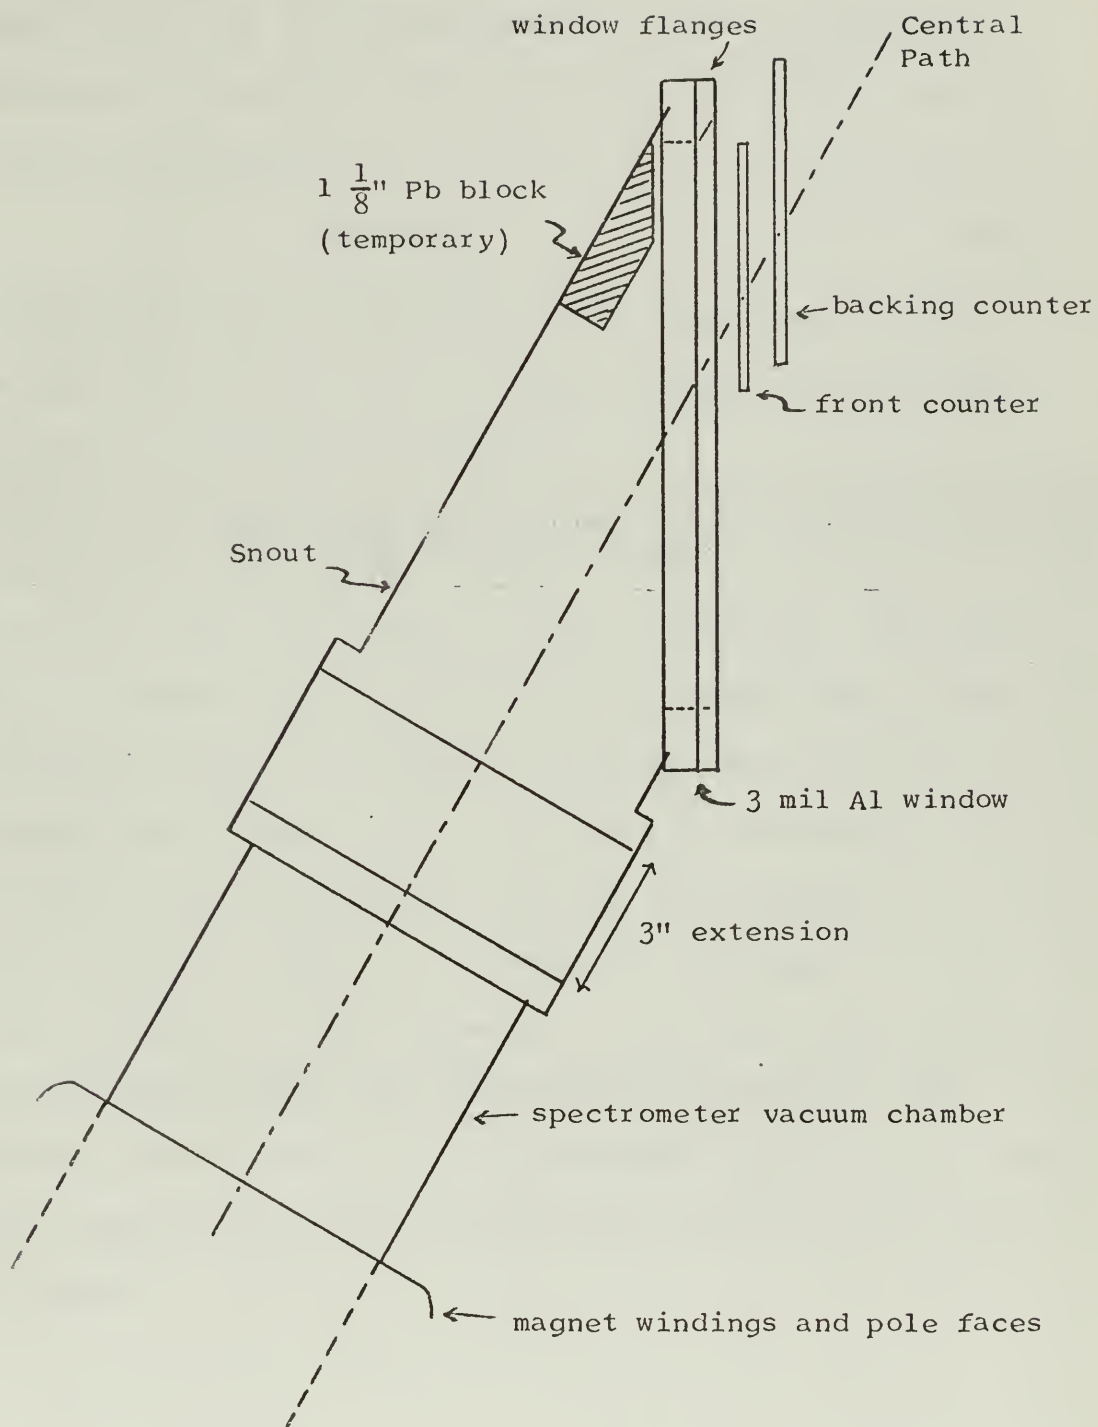 window flanges
Central
Path
1 1/8" Pb block
(temporary)
backing counter
front counter
Snout
3 mil Al window
3" extension
spectrometer vacuum chamber
magnet windings and pole faces